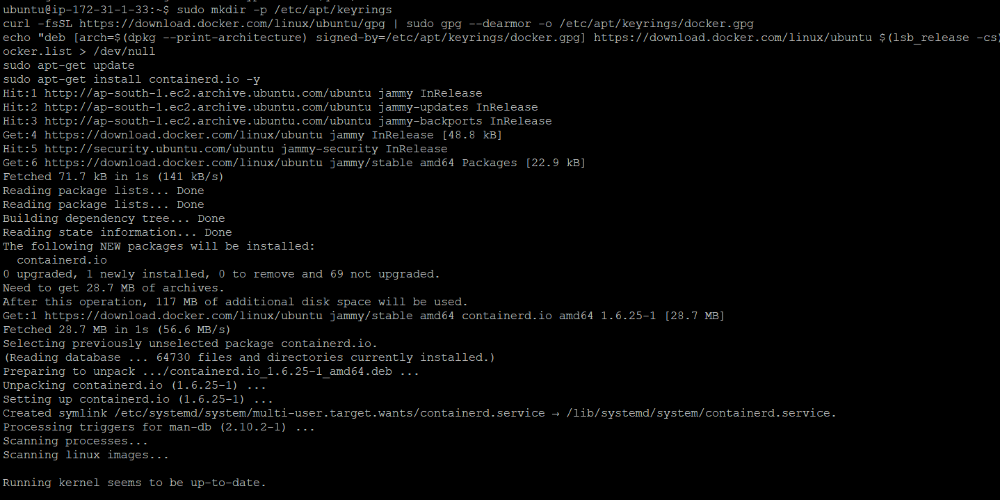 ubuntu@ip-172-31-1-33:~$ sudo mkdir -p /etc/apt/keyrings
curl -fsSL https://download.docker.com/linux/ubuntu/gpg | sudo gpg --dearmor -o /etc/apt/keyrings/docker.gpg
echo "deb [arch=$(dpkg --print-architecture) signed-by=/etc/apt/keyrings/docker.gpg] https://download.docker.com/linux/ubuntu $(lsb_release -cs)
ocker.list > /dev/null
sudo apt-get update
sudo apt-get install containerd.io -y
Hit:1 http://ap-south-1.ec2.archive.ubuntu.com/ubuntu jammy InRelease
Hit:2 http://ap-south-1.ec2.archive.ubuntu.com/ubuntu jammy-updates InRelease
Hit:3 http://ap-south-1.ec2.archive.ubuntu.com/ubuntu jammy-backports InRelease
Get:4 https://download.docker.com/linux/ubuntu jammy InRelease [48.8 kB]
Hit:5 http://security.ubuntu.com/ubuntu jammy-security InRelease
Get:6 https://download.docker.com/linux/ubuntu jammy/stable amd64 Packages [22.9 kB]
Fetched 71.7 kB in 1s (141 kB/s)
Reading package lists... Done
Reading package lists... Done
Building dependency tree... Done
Reading state information... Done
The following NEW packages will be installed:
  containerd.io
0 upgraded, 1 newly installed, 0 to remove and 69 not upgraded.
Need to get 28.7 MB of archives.
After this operation, 117 MB of additional disk space will be used.
Get:1 https://download.docker.com/linux/ubuntu jammy/stable amd64 containerd.io amd64 1.6.25-1 [28.7 MB]
Fetched 28.7 MB in 1s (56.6 MB/s)
Selecting previously unselected package containerd.io.
(Reading database ... 64730 files and directories currently installed.)
Preparing to unpack .../containerd.io_1.6.25-1_amd64.deb ...
Unpacking containerd.io (1.6.25-1) ...
Setting up containerd.io (1.6.25-1) ...
Created symlink /etc/systemd/system/multi-user.target.wants/containerd.service → /lib/systemd/system/containerd.service.
Processing triggers for man-db (2.10.2-1) ...
Scanning processes...
Scanning linux images...
Running kernel seems to be up-to-date.